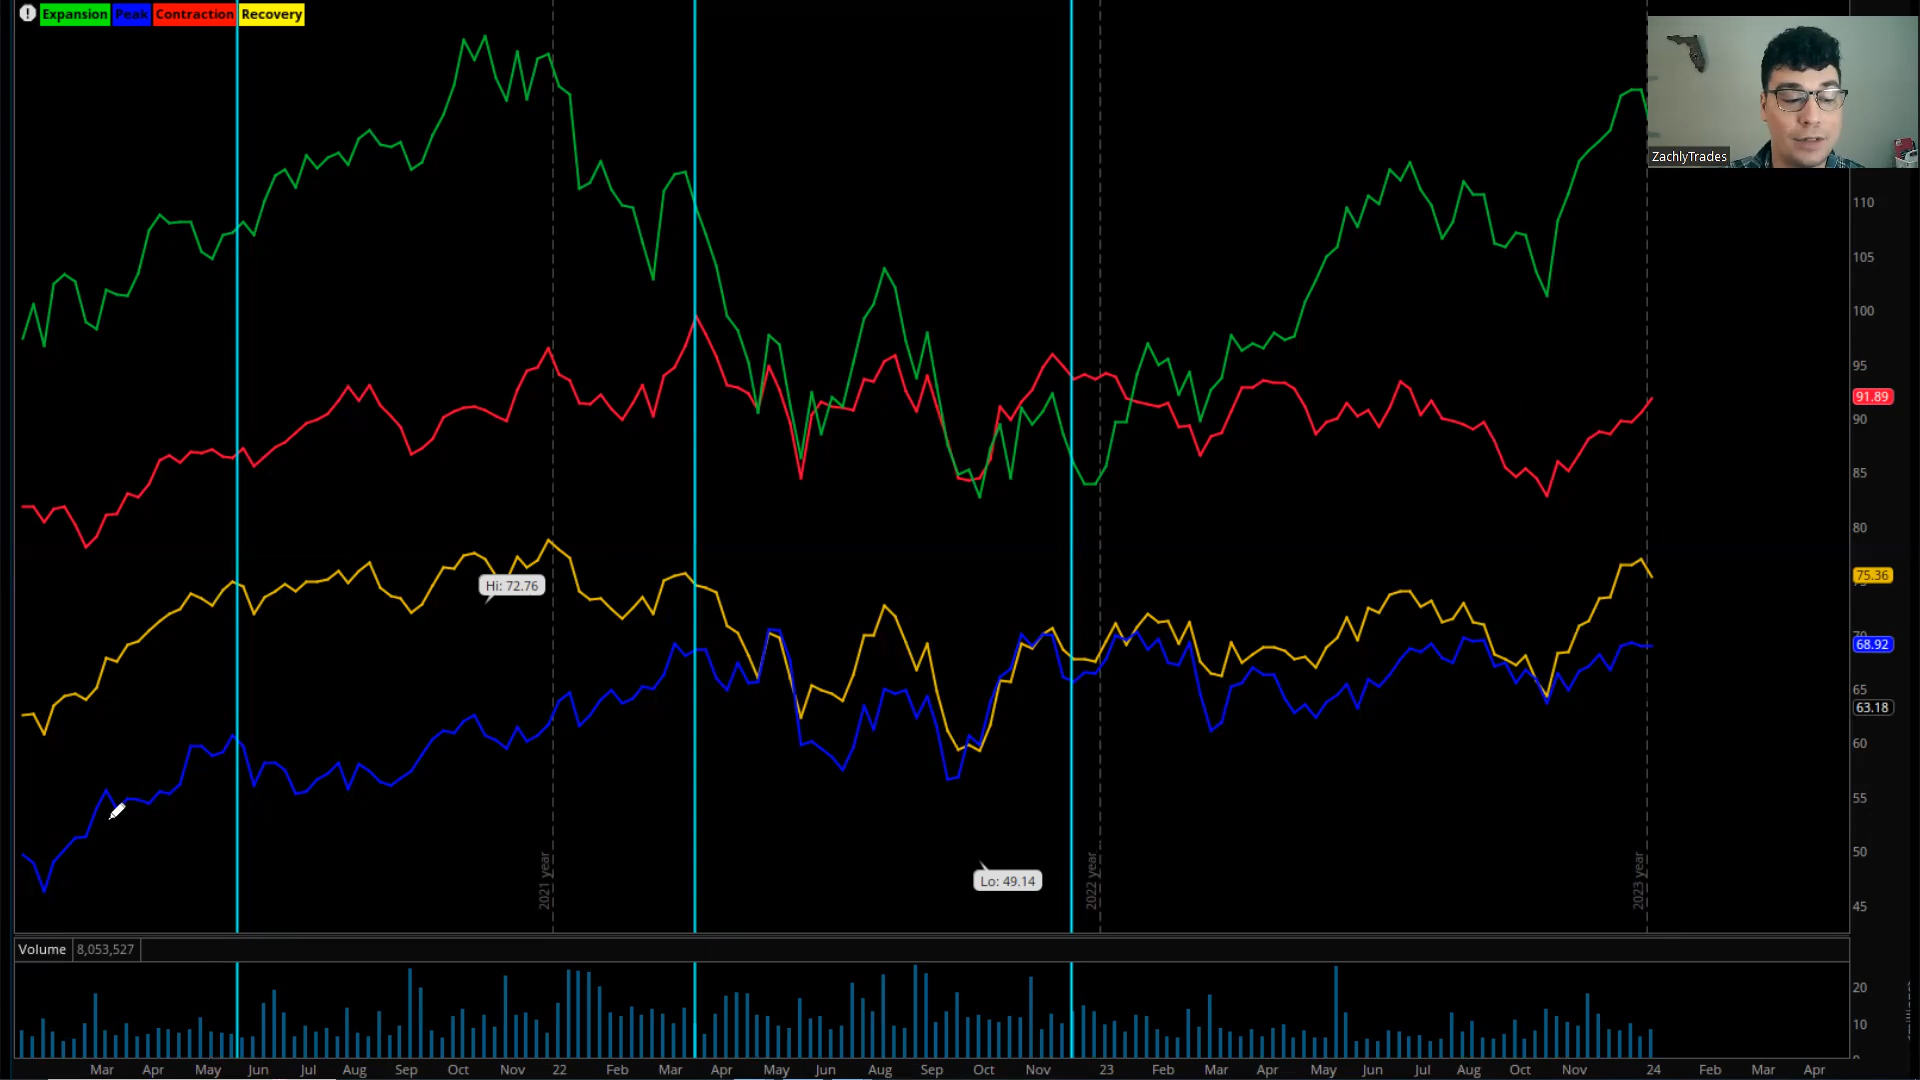 Expansion Peak Contraction Recovery
ZachlyTrades
110
105
100
95
91.89
90
85
80
Hi: 72.76
75.36
70
68.92
65
63.18
60
55
50
Lo: 49.14
45
2021 year
2022 year
2023 year
Volume 8,053,527
20
10
Mar Apr May Jun Jul Aug Sep Oct Nov 22 Feb Mar Apr May Jun Aug Sep Oct Nov 23 Feb Mar Apr May Jun Jul Aug Oct Nov 24 Feb Mar Apr